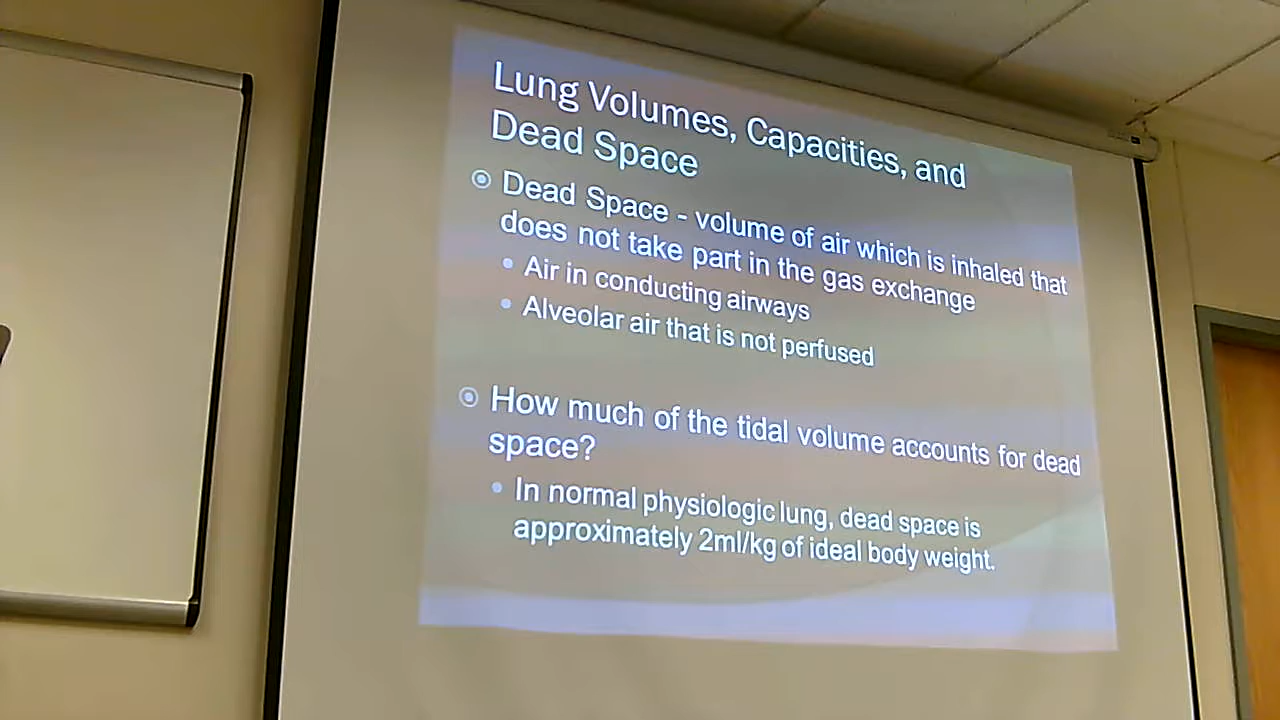 Lung Volumes, Capacities, and
Dead Space
Dead Space - volume of air which is inhaled that
does not take part in the gas exchange
Air in conducting airways
Alveolar air that is not perfused
How much of the tidal volume accounts for dead
space?
In normal physiologic lung, dead space is
approximately 2ml/kg of ideal body weight.